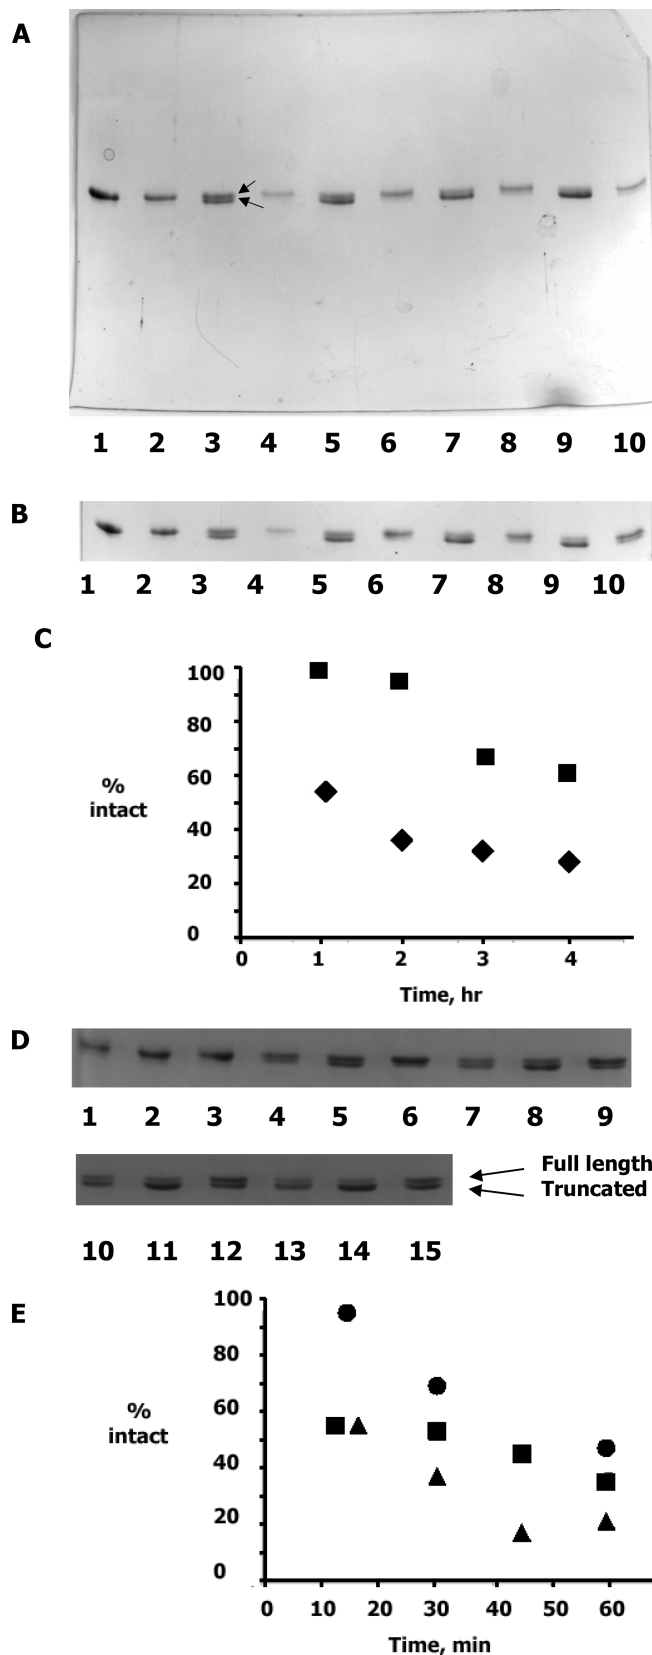 A
1 2 3 4 5 6 7 8 9 10
B
1 2 3 4 5 6 7 8 9 10
C
100
80
60
40
20
0
%
intact
0 1 2 3 4
Time, hr
D
1 2 3 4 5 6 7 8 9
Full length
Truncated
10 11 12 13 14 15
E
100
80
60
40
20
0
%
intact
0 10 20 30 40 50 60
Time, min